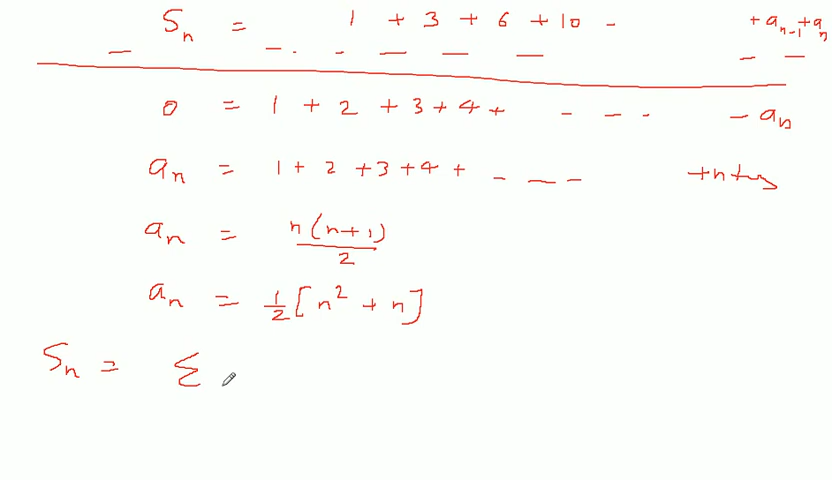 Sn = 1 + 3 + 6 + 10 - + an-1 + an
- - . - - - - - -
0 = 1 + 2 + 3 + 4 + - - - . - an
an = 1 + 2 + 3 + 4 + - - - + n
an = n(n+1)/2
an = 1/2 [n² + n]
Sn = Σ